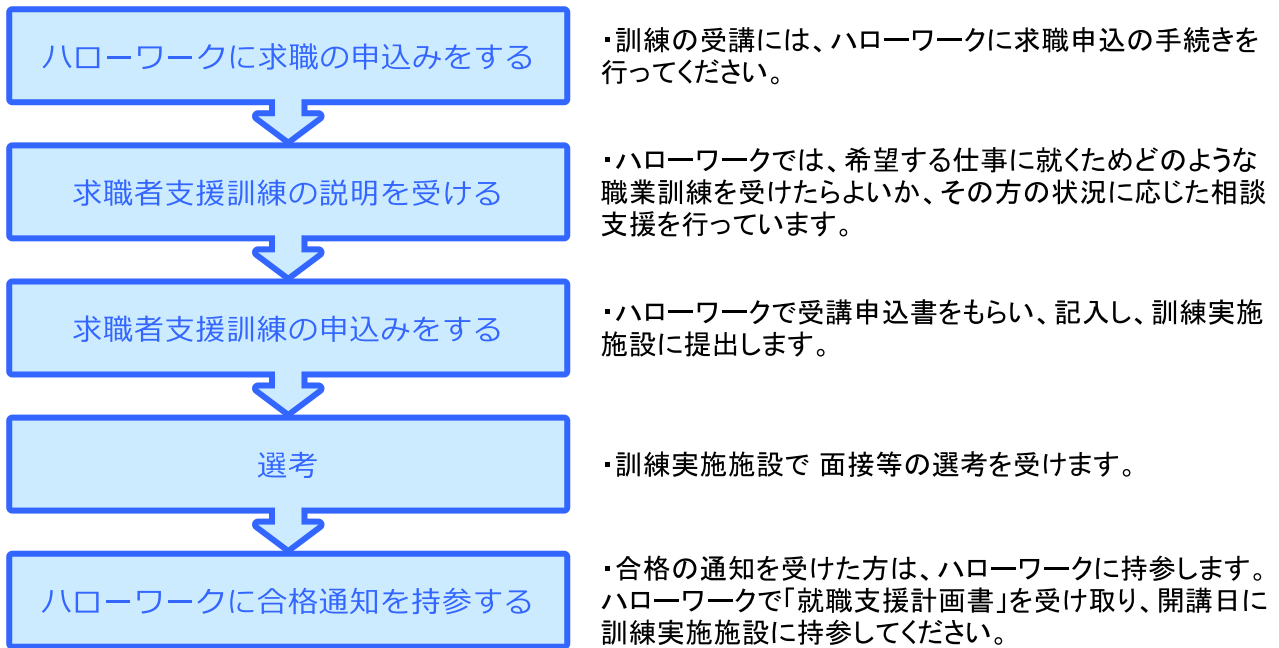 ハローワークに求職の申込みをする
・訓練の受講には、ハローワークに求職申込の手続きを
行ってください。
求職者支援訓練の説明を受ける
・ハローワークでは、希望する仕事に就くためどのような
職業訓練を受けたらよいか、その方の状況に応じた相談
支援を行っています。
求職者支援訓練の申込みをする
・ハローワークで受講申込書をもらい、記入し、訓練実施
施設に提出します。
選考
・訓練実施施設で 面接等の選考を受けます。
ハローワークに合格通知を持参する
・合格の通知を受けた方は、ハローワークに持参します。
ハローワークで「就職支援計画書」を受け取り、開講日に
訓練実施施設に持参してください。